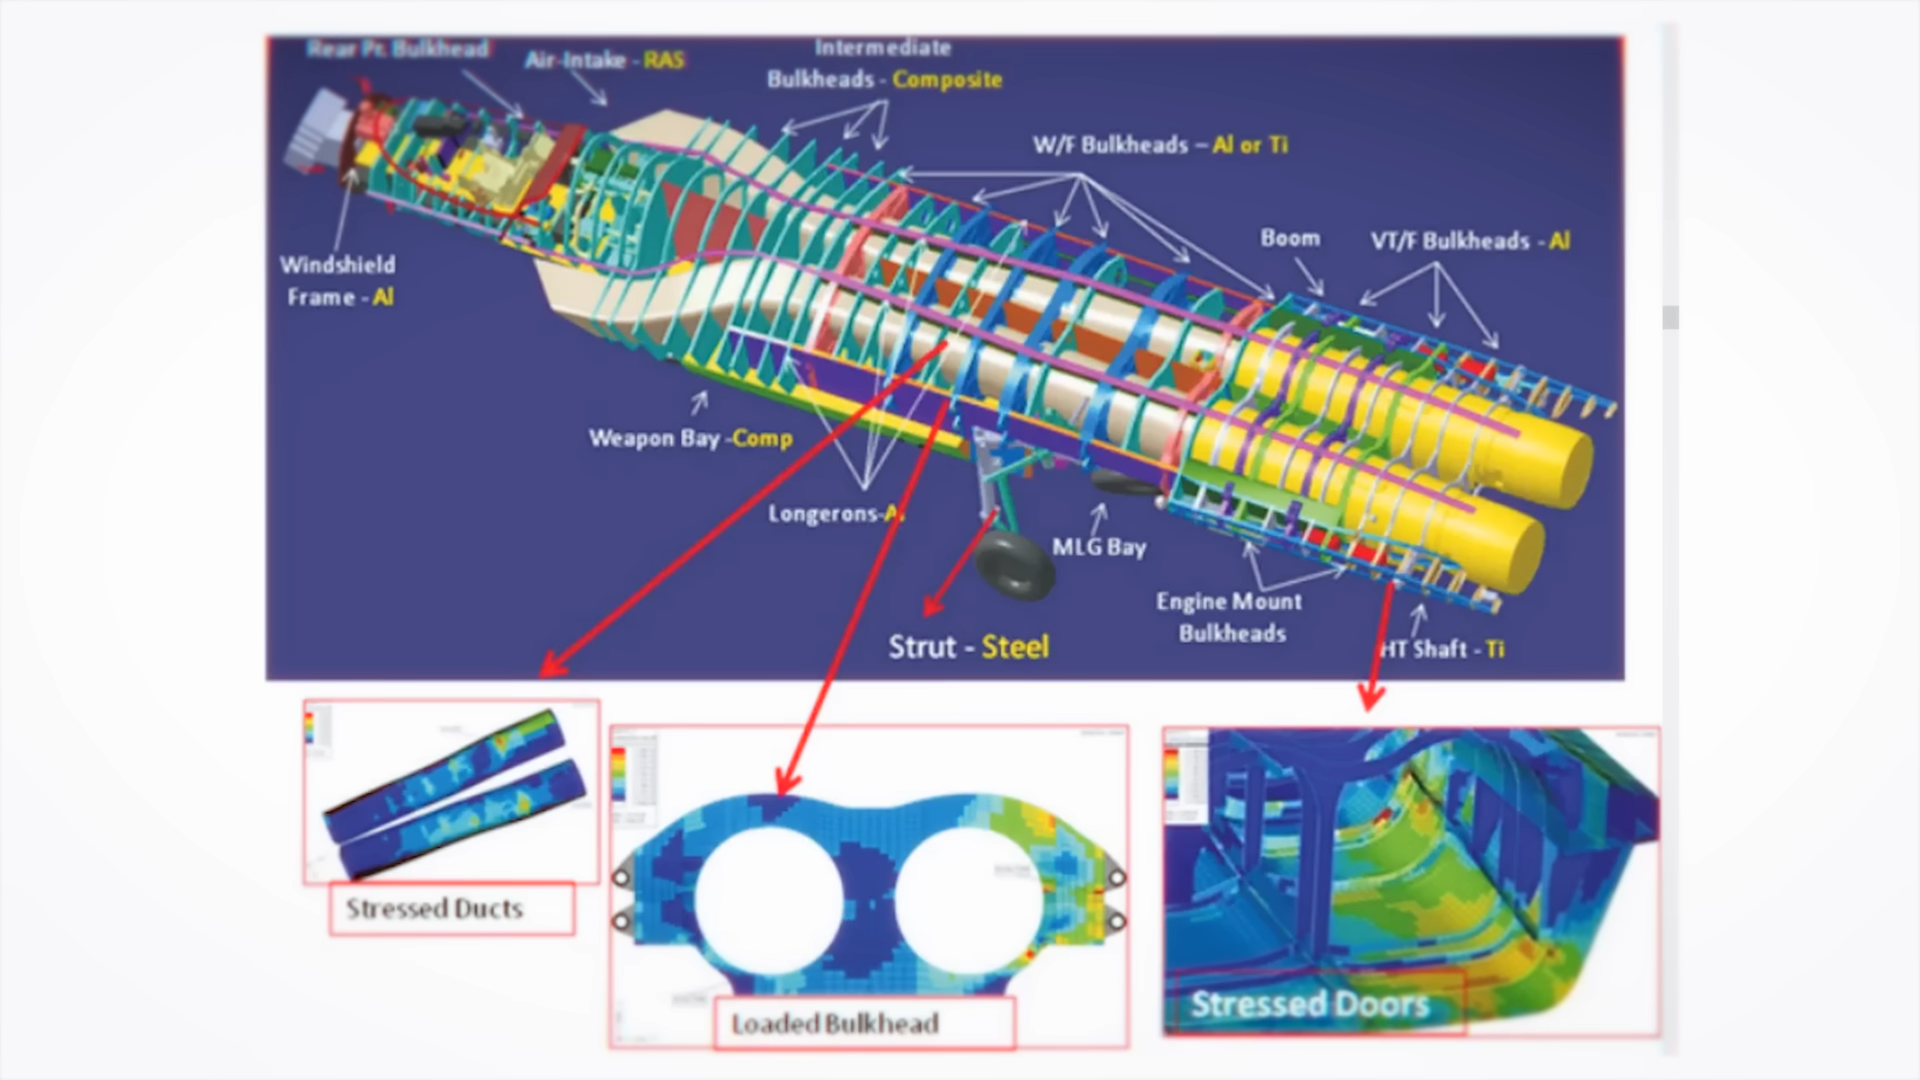 Rear Pr. Bulkhead
Air-Intake - RAS
Intermediate
Bulkheads - Composite
W/F Bulkheads – Al or Ti
Boom
VT/F Bulkheads - Al
Windshield
Frame - Al
Weapon Bay -Comp
Longerons-Al
MLG Bay
Engine Mount
Bulkheads
Strut - Steel
HT Shaft - Ti
Stressed Ducts
Loaded Bulkhead
Stressed Doors